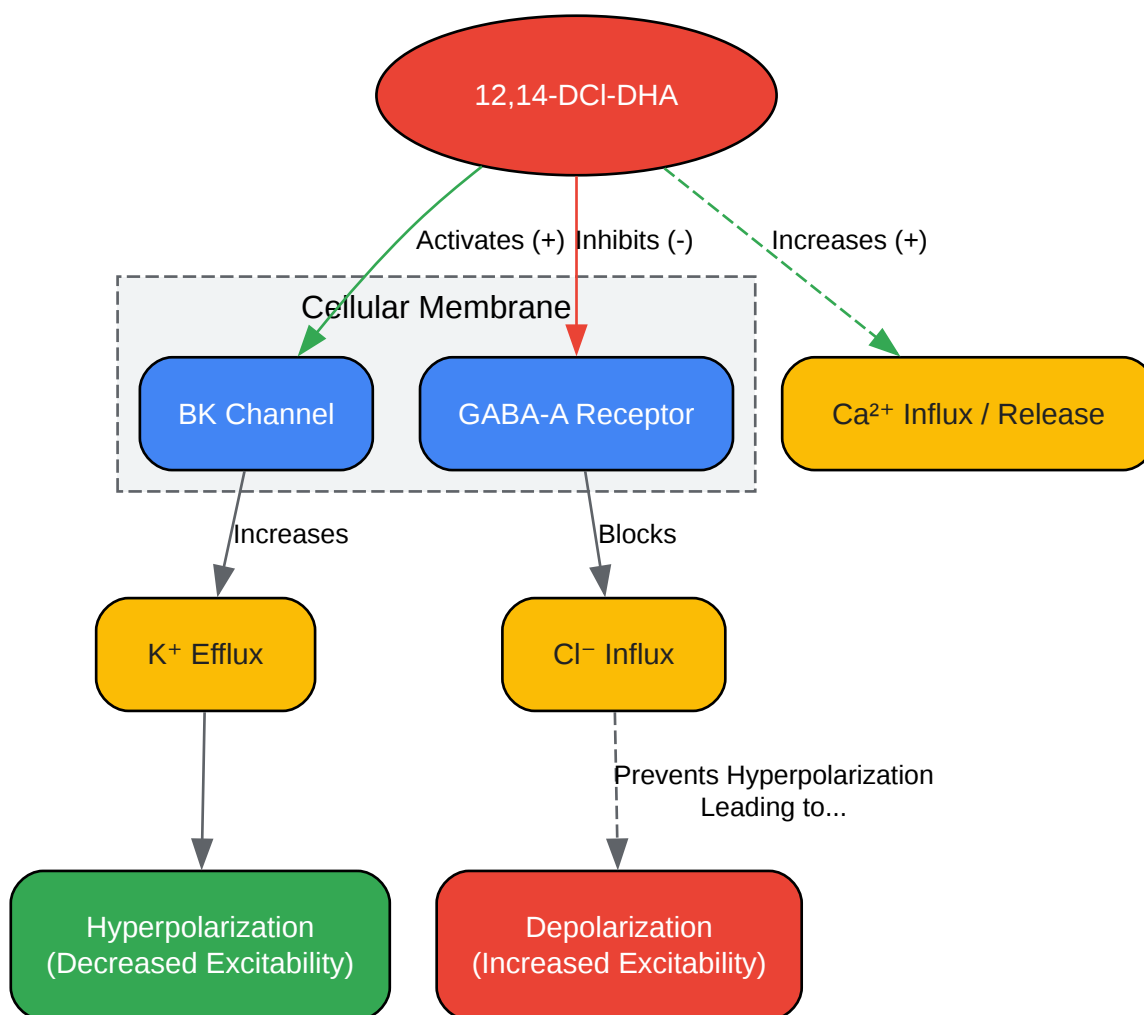 12,14-DCl-DHA
Activates (+)
Inhibits (-)
Increases (+)
Cellular Membrane
BK Channel
GABA-A Receptor
Ca²⁺ Influx / Release
Increases
Blocks
K⁺ Efflux
Cl⁻ Influx
Prevents Hyperpolarization
Leading to...
Hyperpolarization
(Decreased Excitability)
Depolarization
(Increased Excitability)